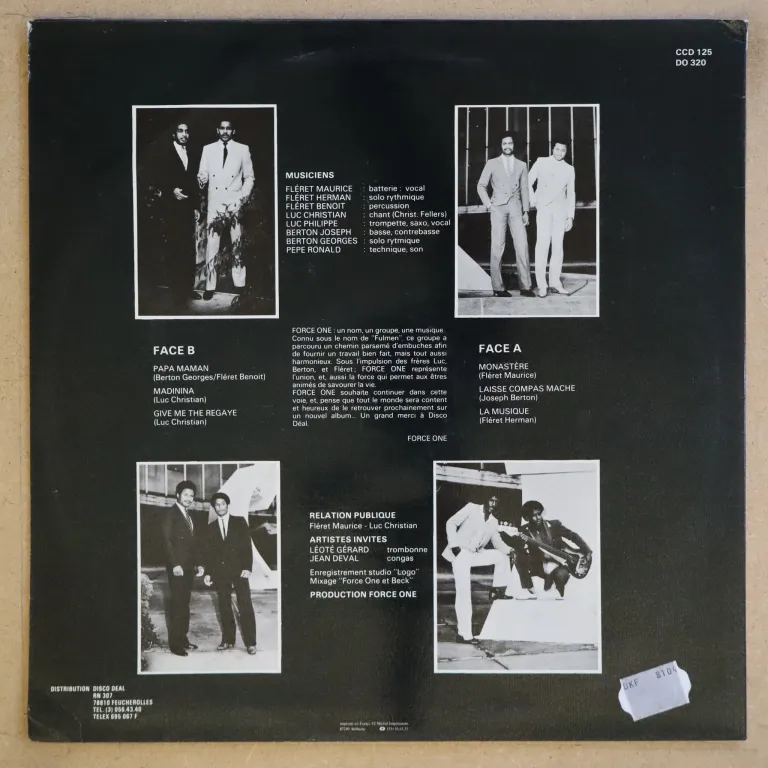 CCD 125
DO 320
MUSICIENS
FLÉRET MAURICE : batterie : vocal
FLÉRET HERMAN : solo rythmique
FLÉRET BENOIT : percussion
LUC CHRISTIAN : chant (Christ. Fellers)
LUC PHILIPPE : trompette, saxo, vocal
BERTON JOSEPH : basse, contrebasse
BERTON GEORGES : solo rytmique
PEPE RONALD : technique, son
FORCE ONE : un nom, un groupe, une musique.
Connu sous le nom de "Fulmen", ce groupe a
parcouru un chemin parsemé d'embuches afin
de fournir un travail bien fait, mais tout aussi
harmonieux. Sous l'impulsion des frères Luc,
Berton, et Fléret ; FORCE ONE représente
l'union, et, aussi la force qui permet aux êtres
animés de savourer la vie.
FORCE ONE souhaite continuer dans cette
voie, et, pense que tout le monde sera content
et heureux de le retrouver prochainement sur
un nouvel album... Un grand merci à Disco
Déal.
FORCE ONE
FACE B
PAPA MAMAN
(Berton Georges/Fléret Benoit)
MADININA
(Luc Christian)
GIVE ME THE REGAYE
(Luc Christian)
FACE A
MONASTÈRE
(Fléret Maurice)
LAISSE COMPAS MACHE
(Joseph Berton)
LA MUSIQUE
(Fléret Herman)
RELATION PUBLIQUE
Fléret Maurice - Luc Christian
ARTISTES INVITES
LÉOTÉ GÉRARD trombonne
JEAN DEVAL congas
Enregistrement studio "Logo"
Mixage "Force One et Beck"
PRODUCTION FORCE ONE
DISTRIBUTION DISCO DEAL
RN 307
78810 FEUCHEROLLES
TEL. (3) 056.43.40
TELEX 695 067 F
UKF 8104